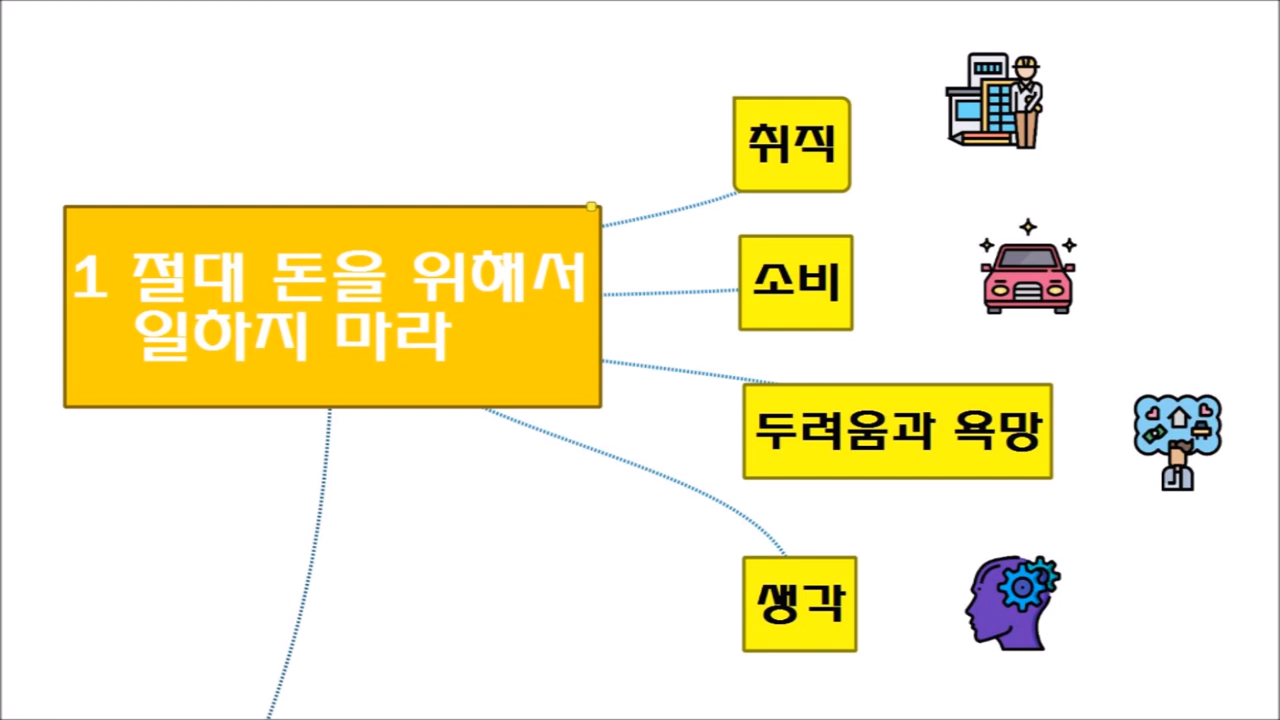 1 절대 돈을 위해서
일하지 마라
취직
소비
두려움과 욕망
생각